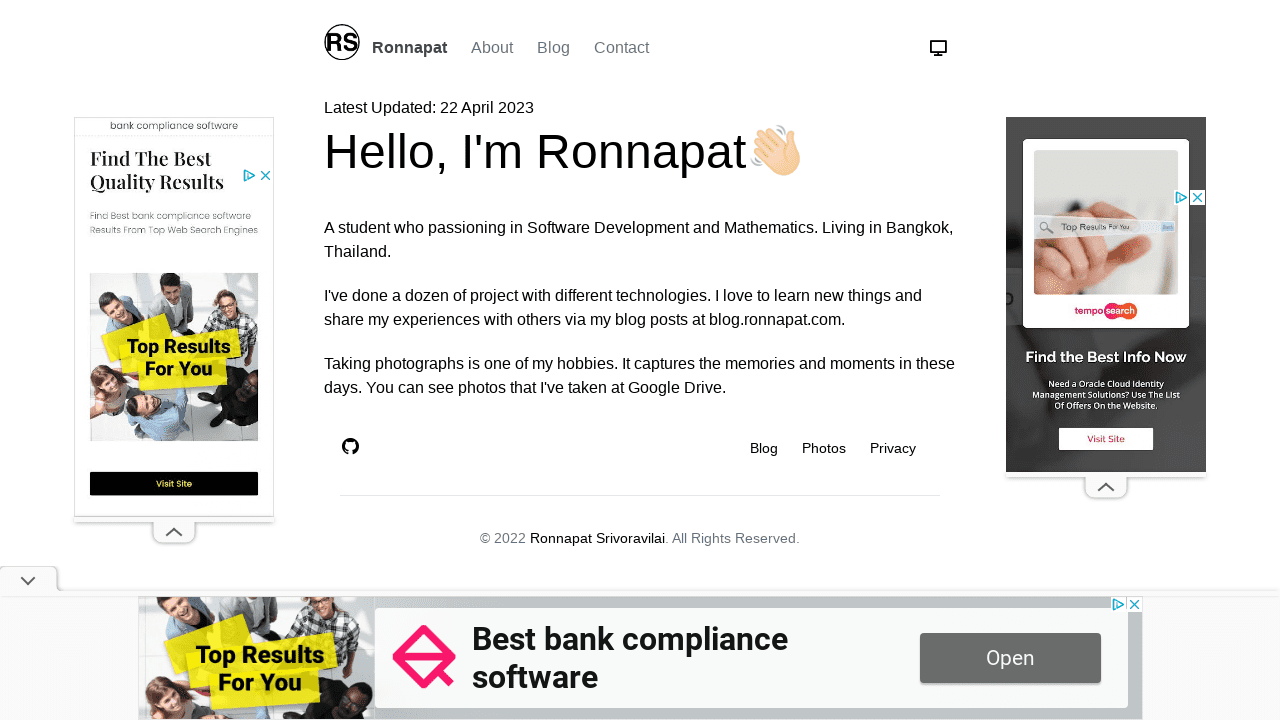 RS Ronnapat About Blog Contact
Latest Updated: 22 April 2023
Hello, I'm Ronnapat👋🏼
A student who passioning in Software Development and Mathematics. Living in Bangkok,
Thailand.
I've done a dozen of project with different technologies. I love to learn new things and
share my experiences with others via my blog posts at blog.ronnapat.com.
Taking photographs is one of my hobbies. It captures the memories and moments in these
days. You can see photos that I've taken at Google Drive.
Blog Photos Privacy
© 2022 Ronnapat Srivoravilai. All Rights Reserved.
bank compliance software
Find The Best
Quality Results
Find Best bank compliance software
Results From Top Web Search Engines
Top Results
For You
Visit Site
Top Results For You
temposearch
Find the Best Info Now
Need a Oracle Cloud Identity
Management Solutions? Use The List
Of Offers On the Website.
Visit Site
Top Results
For You
Best bank compliance
software
Open